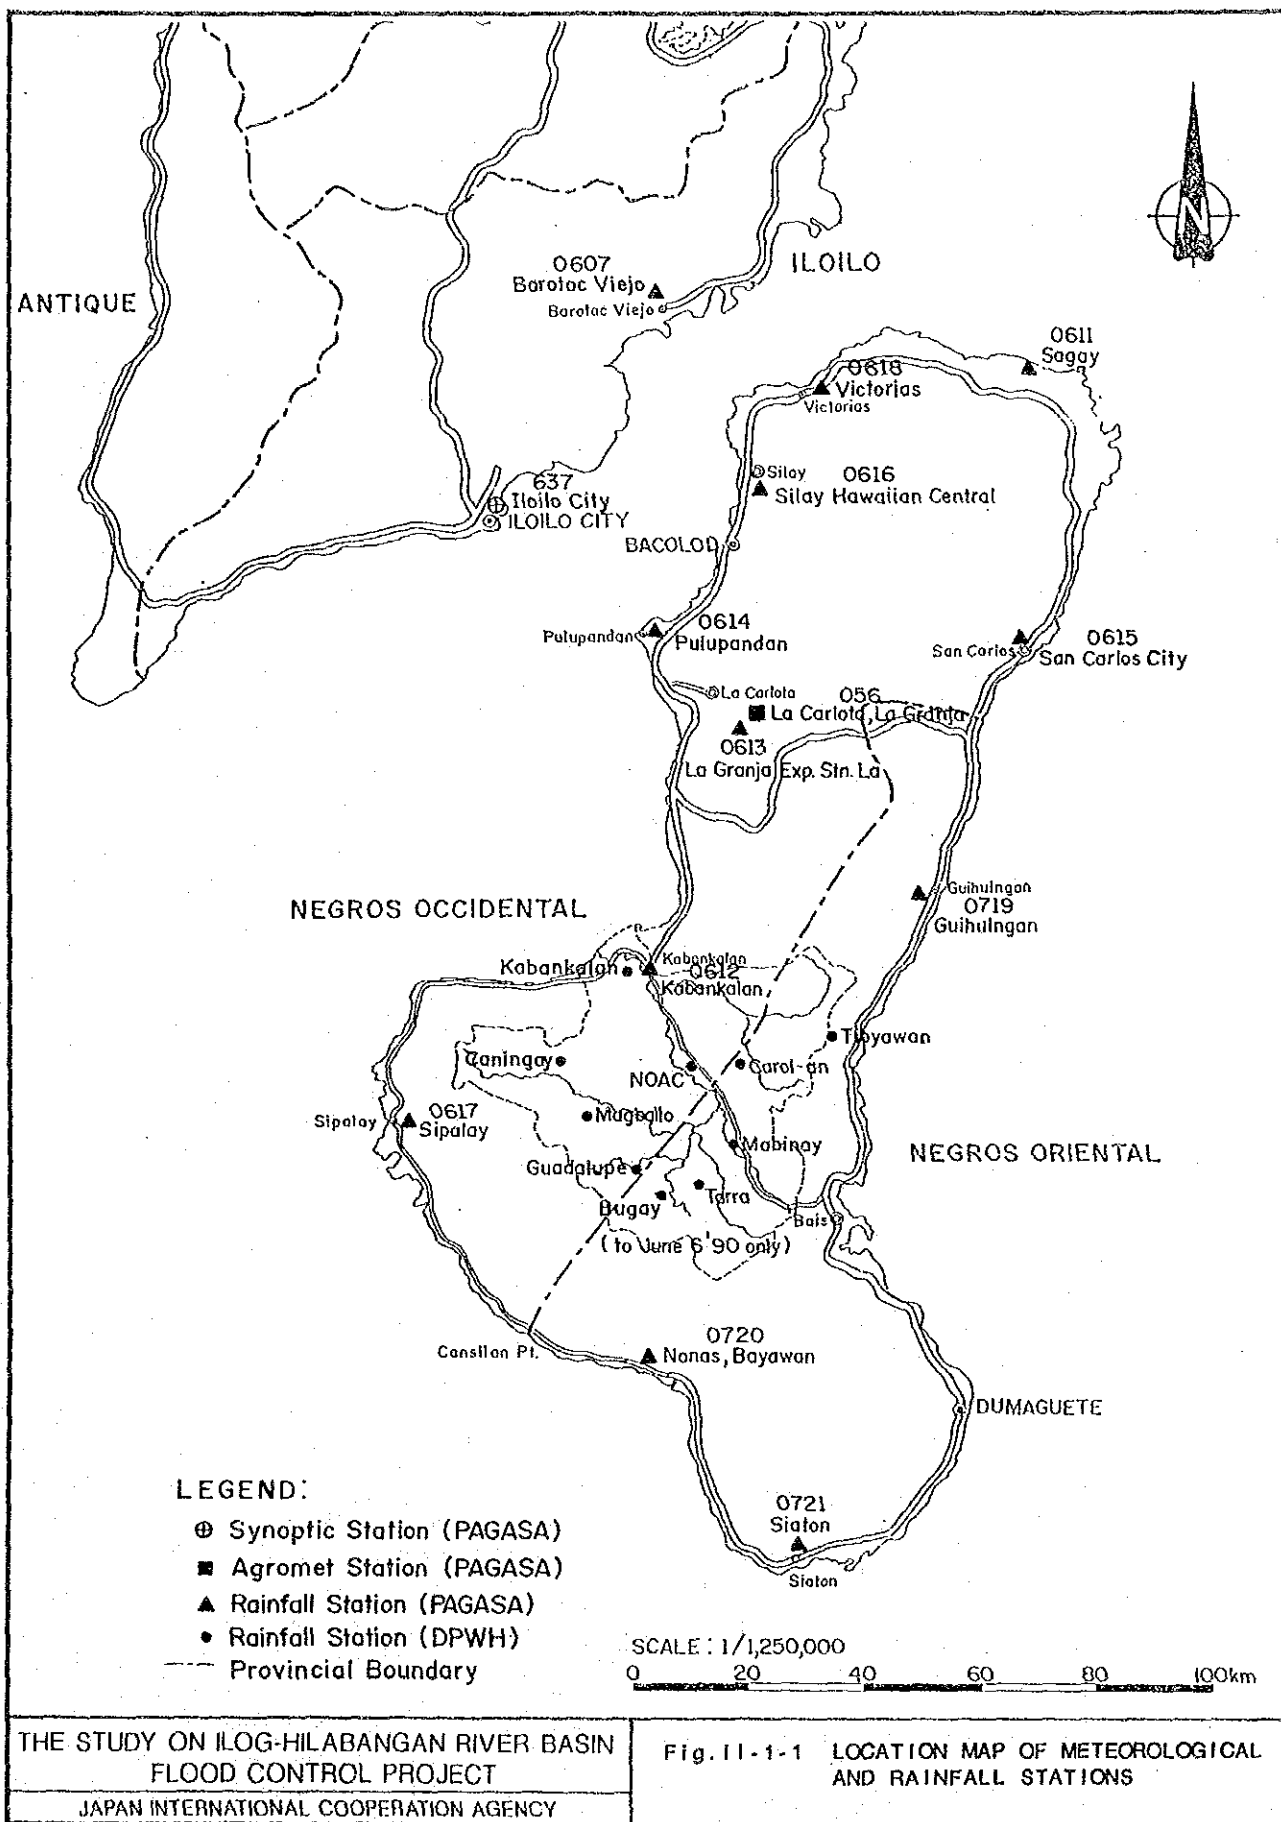 N
ILOILO
0607
Barotac Viejo
Barotac Viejo
ANTIQUE
0611
Sagay
0618
Victorias
Victorias
Silay
0616
Silay Hawaiian Central
637
Iloilo City
ILOILO CITY
BACOLOD
0614
Pulupandan
Pulupandan
San Carlos
0615
San Carlos City
La Carlota
056
La Carlota, La Granja
0613
La Granja Exp. Stn. La
Guihulngan
0719
Guihulngan
NEGROS OCCIDENTAL
Kabankalan
Kabankalan
0612
Kabankalan
Tibyawan
Caningay
NOAC
Carol-an
0617
Sipalay
Sipalay
Magballo
Mabinay
NEGROS ORIENTAL
Guadalupe
Tarra
Bugay
Bais
(to June 6 '90 only)
Cansilan Pt.
0720
Nanas, Bayawan
DUMAGUETE
0721
Siaton
Siaton
LEGEND:
Synoptic Station (PAGASA)
Agromet Station (PAGASA)
Rainfall Station (PAGASA)
Rainfall Station (DPWH)
Provincial Boundary
SCALE : 1/1,250,000
0 20 40 60 80 100km
THE STUDY ON ILOG-HILABANGAN RIVER BASIN
FLOOD CONTROL PROJECT
JAPAN INTERNATIONAL COOPERATION AGENCY
Fig. II-1-1 LOCATION MAP OF METEOROLOGICAL
AND RAINFALL STATIONS